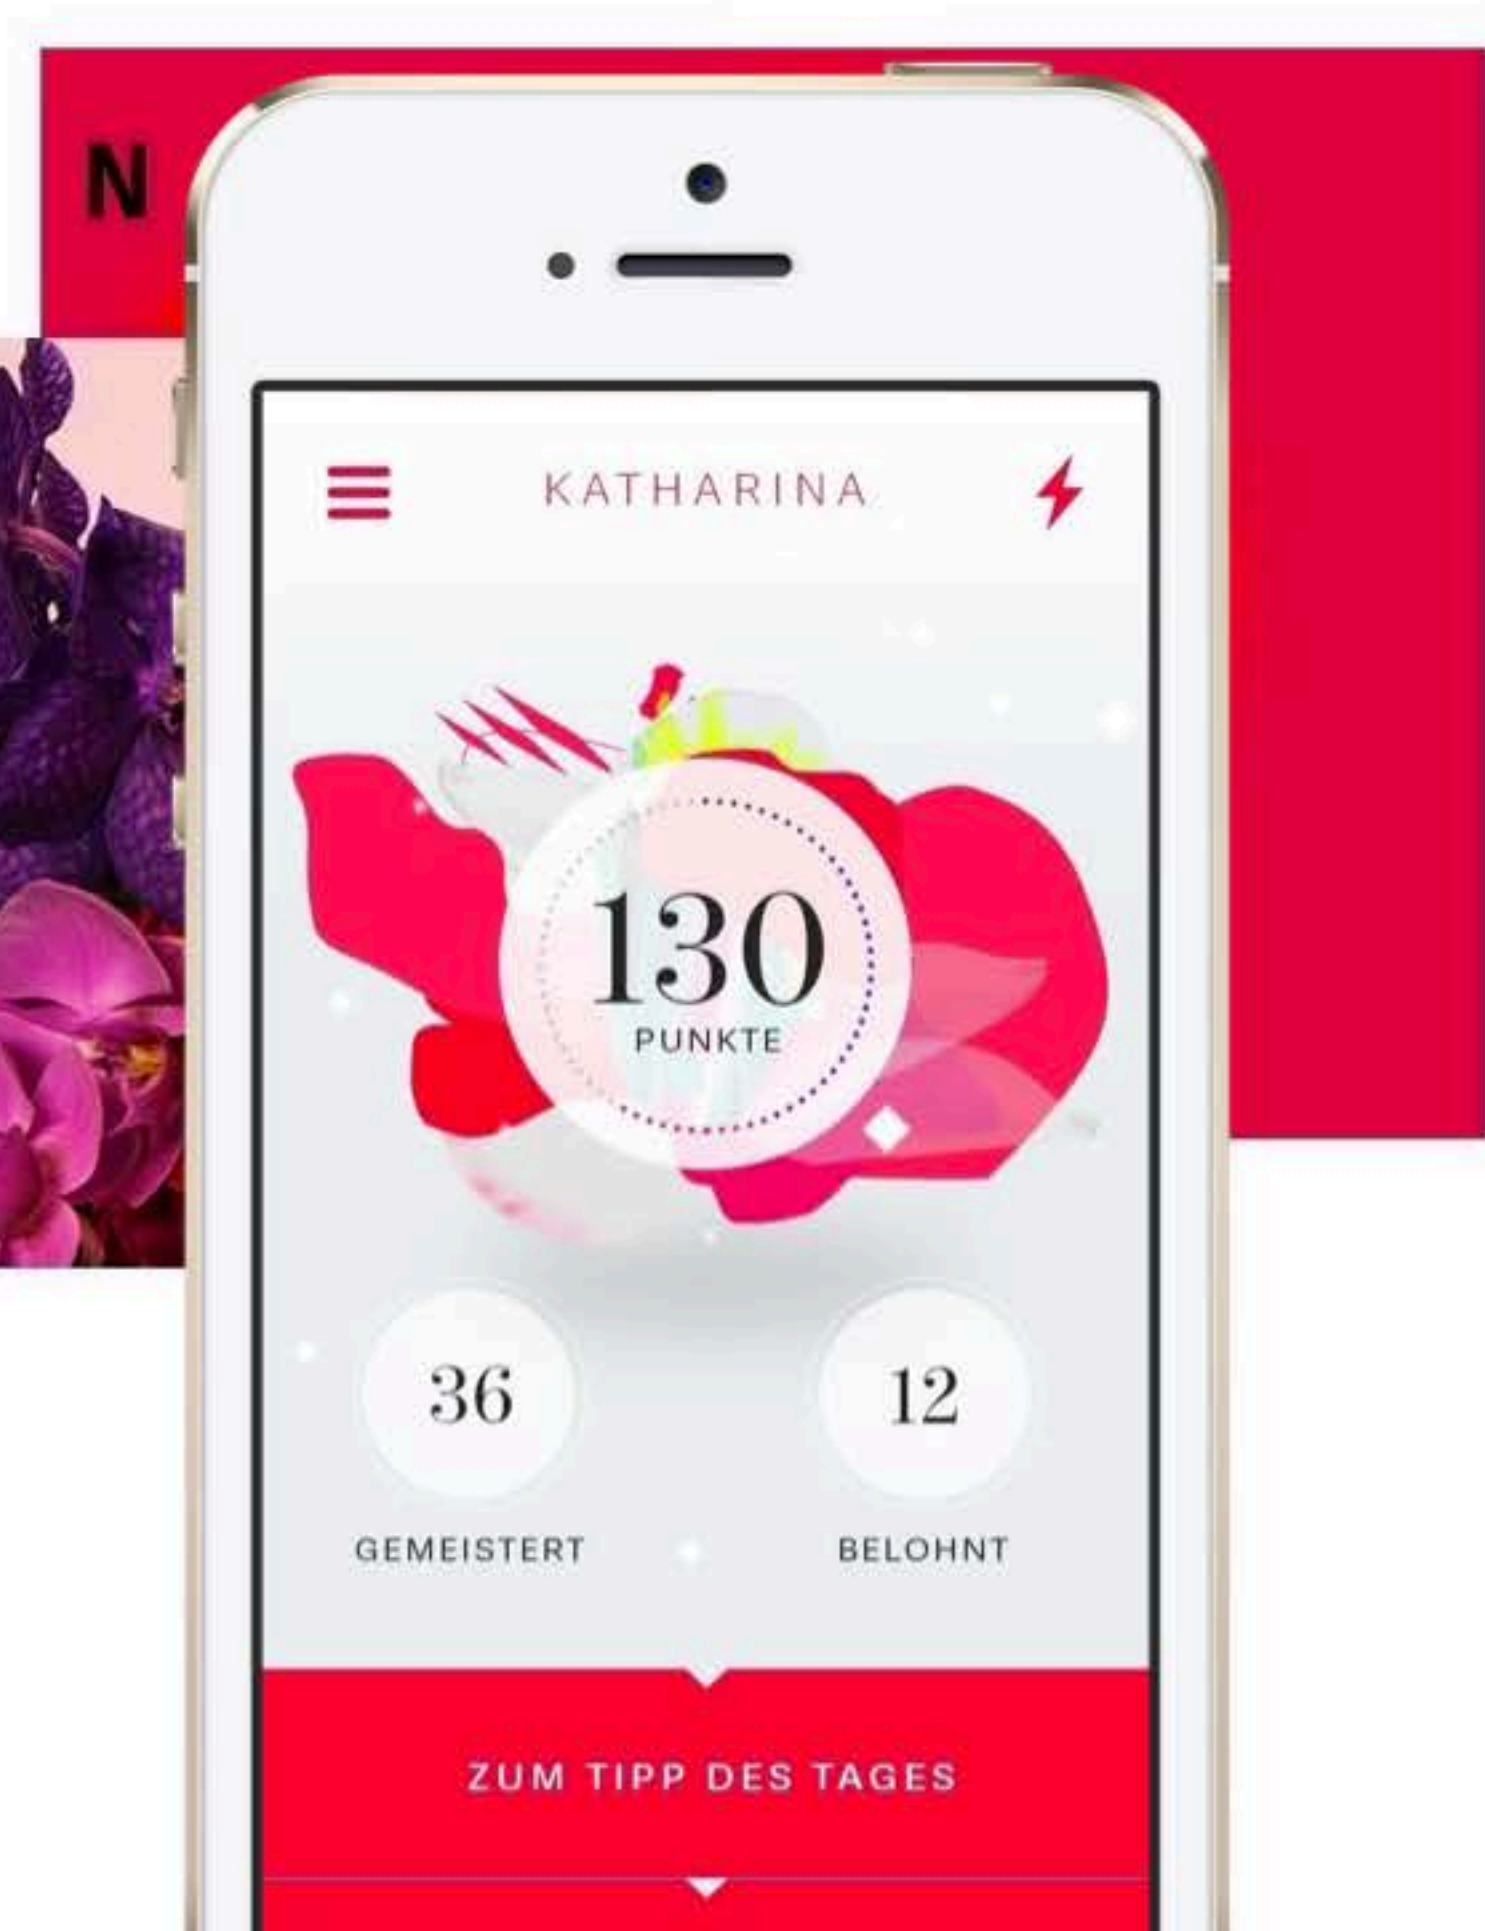 N
KATHARINA
130
PUNKTE
36
12
GEMEISTERT
BELOHNT
ZUM TIPP DES TAGES